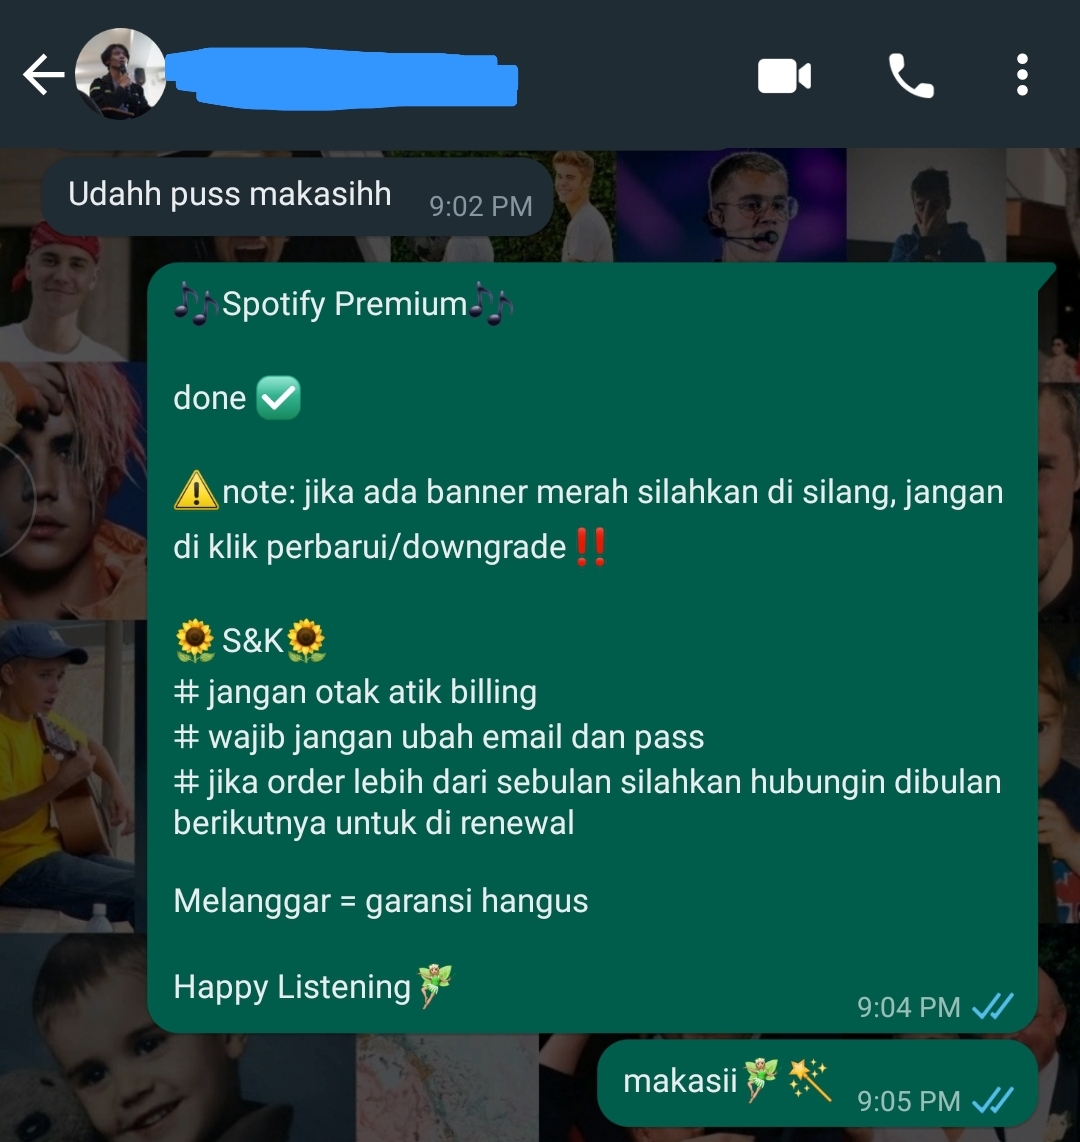 Udahh puss makasihh 9:02 PM
🎶Spotify Premium🎶
done ✅
⚠️note: jika ada banner merah silahkan di silang, jangan
di klik perbarui/downgrade‼️
🌻S&K🌻
# jangan otak atik billing
# wajib jangan ubah email dan pass
# jika order lebih dari sebulan silahkan hubungin dibulan
berikutnya untuk di renewal
Melanggar = garansi hangus
Happy Listening🧚
9:04 PM
makasii🧚🪄 9:05 PM